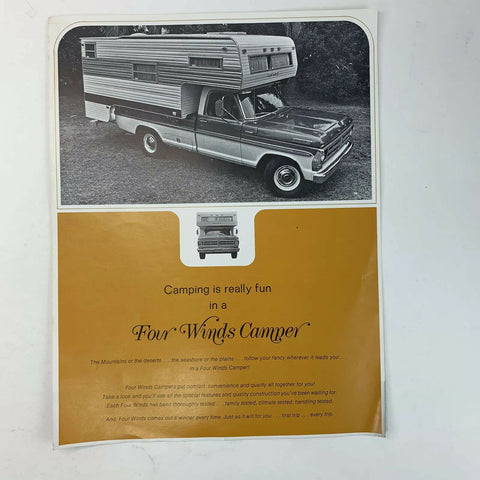 Camping is really fun
in a
Four Winds Camper
The Mountains or the deserts . . . the seashore or the plains . . . follow your fancy wherever it leads you . . .
in a Four Winds Camper!
Four Winds Campers put comfort, convenience and quality all together for you!
Take a look and you'll see all the special features and quality construction you've been waiting for.
Each Four Winds has been thoroughly tested . . . family tested, climate tested, handling tested.
And, Four Winds comes out a winner every time. Just as it will for you . . . first trip . . . every trip.